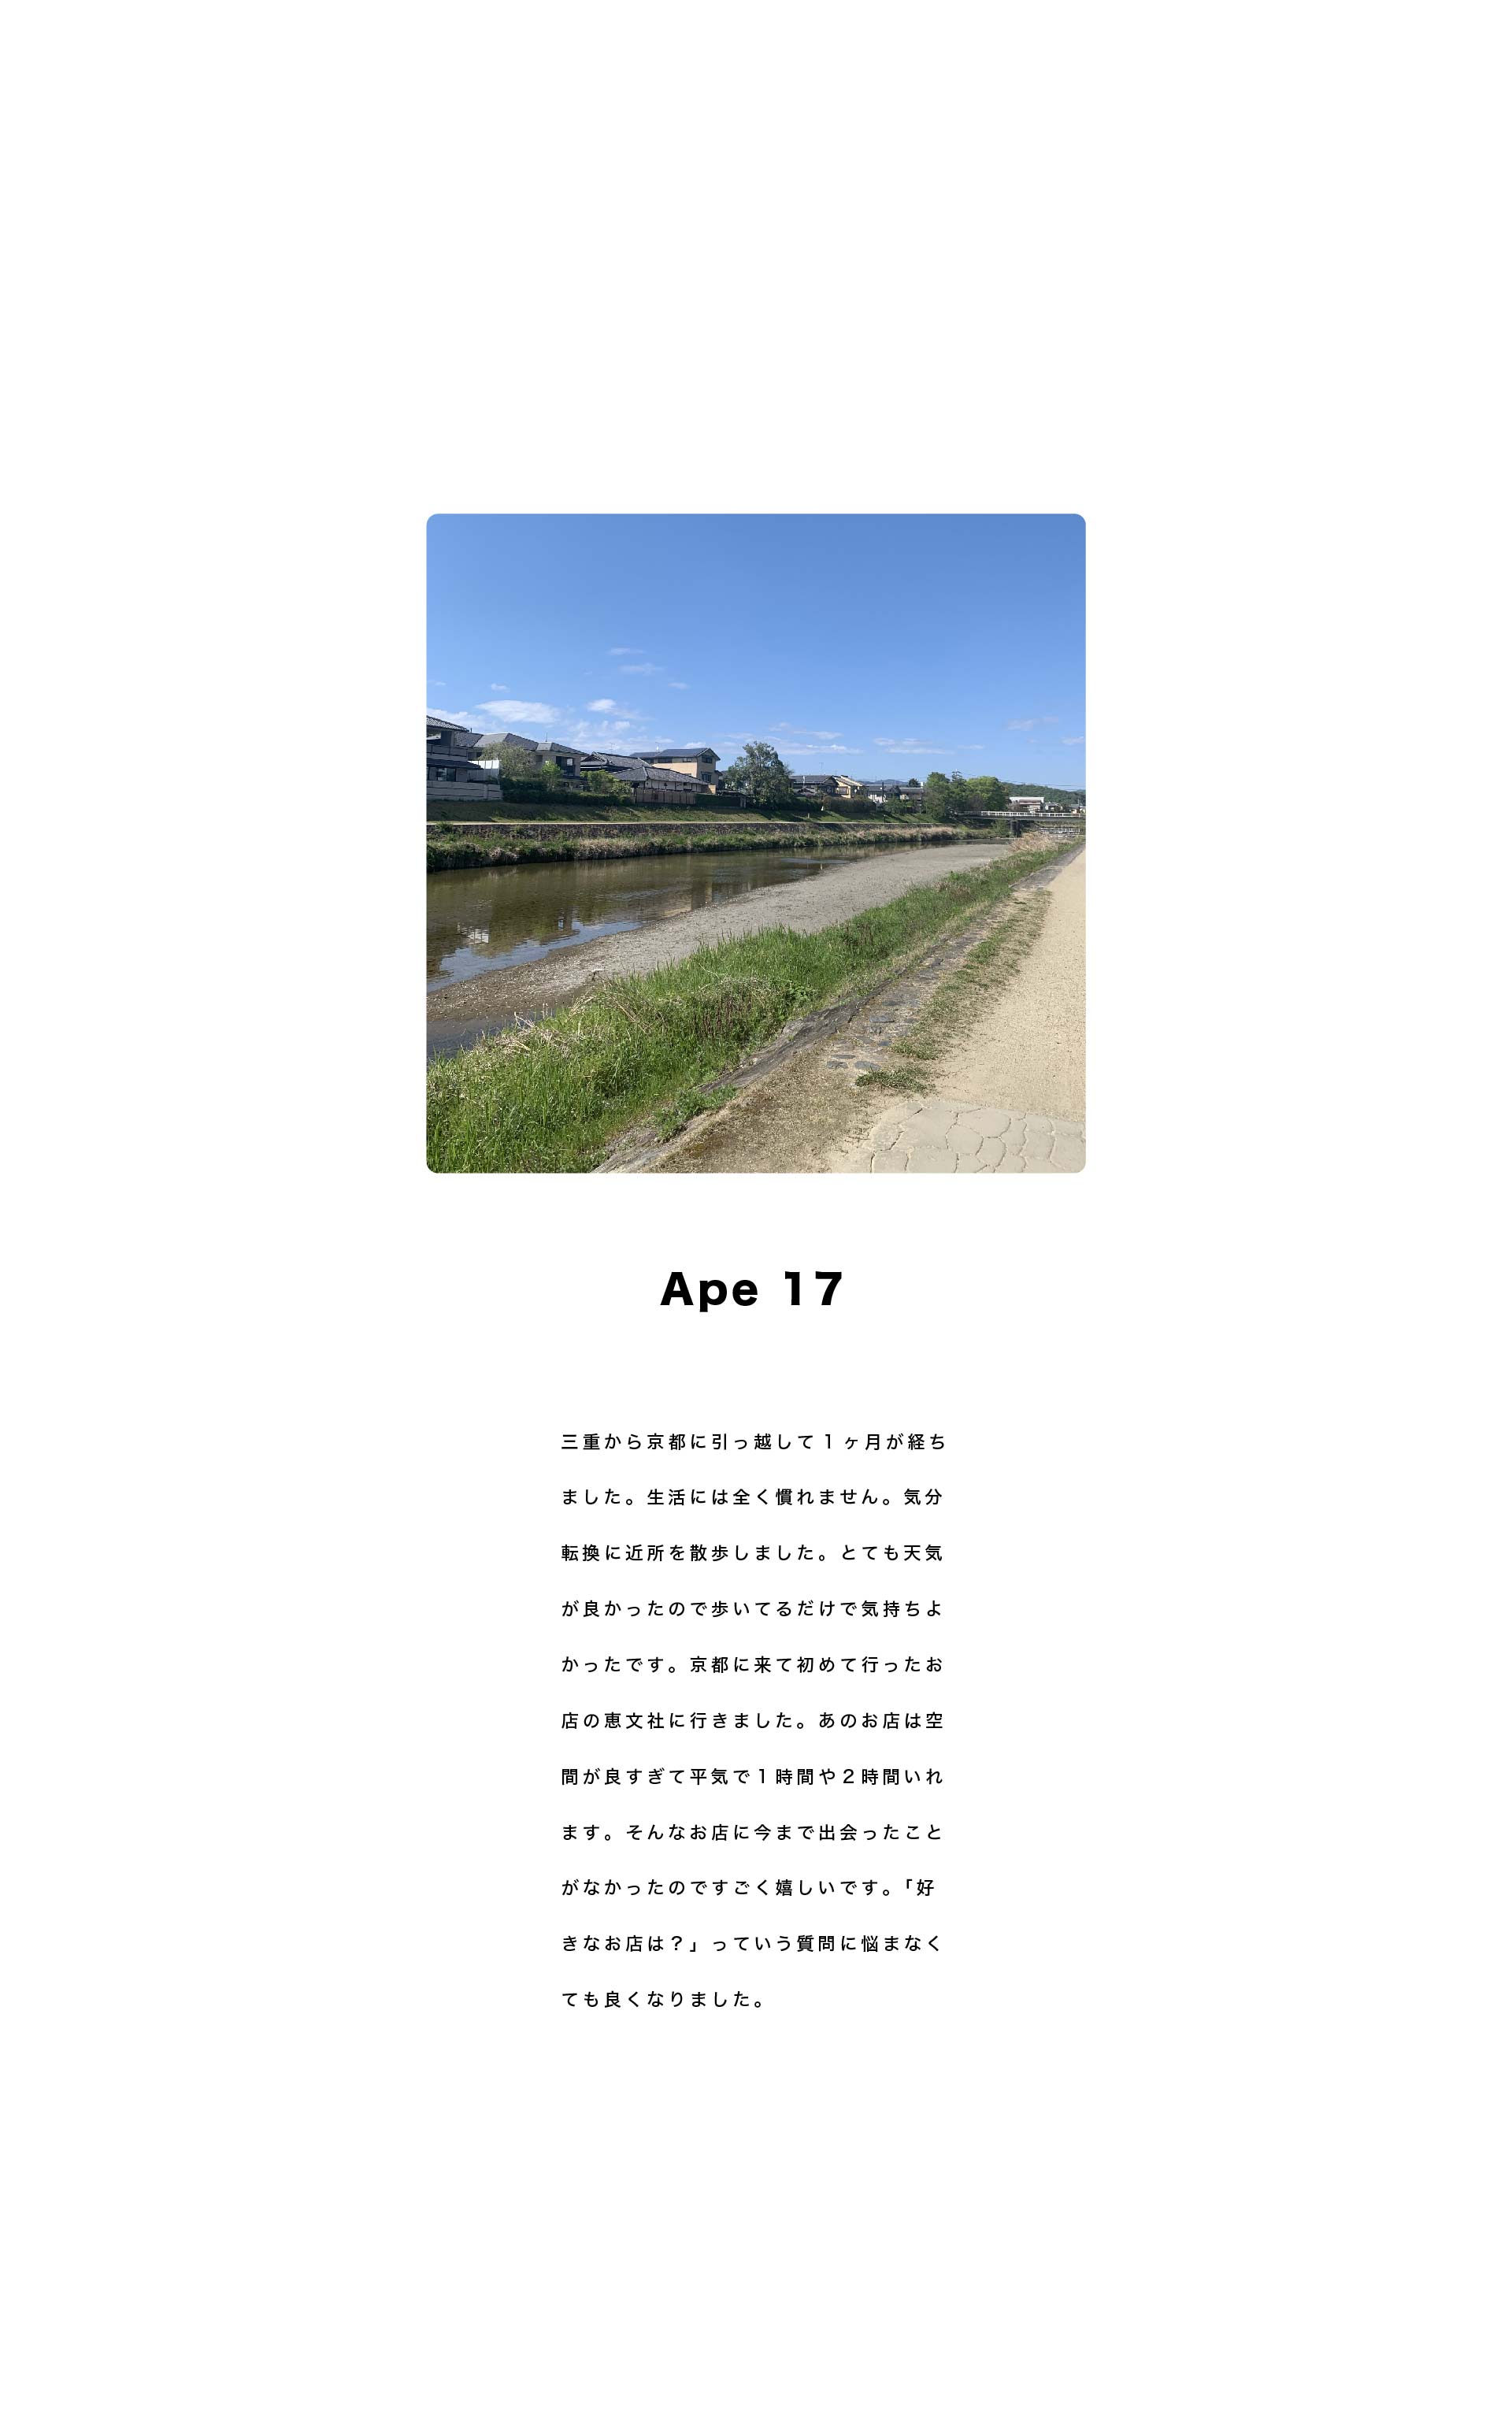 Ape 17
三重から京都に引っ越して１ヶ月が経ち
ました。生活には全く慣れません。気分
転換に近所を散歩しました。とても天気
が良かったので歩いてるだけで気持ちよ
かったです。京都に来て初めて行ったお
店の恵文社に行きました。あのお店は空
間が良すぎて平気で１時間や２時間いれ
ます。そんなお店に今まで出会ったこと
がなかったのですごく嬉しいです。「好
きなお店は？」っていう質問に悩まなく
ても良くなりました。